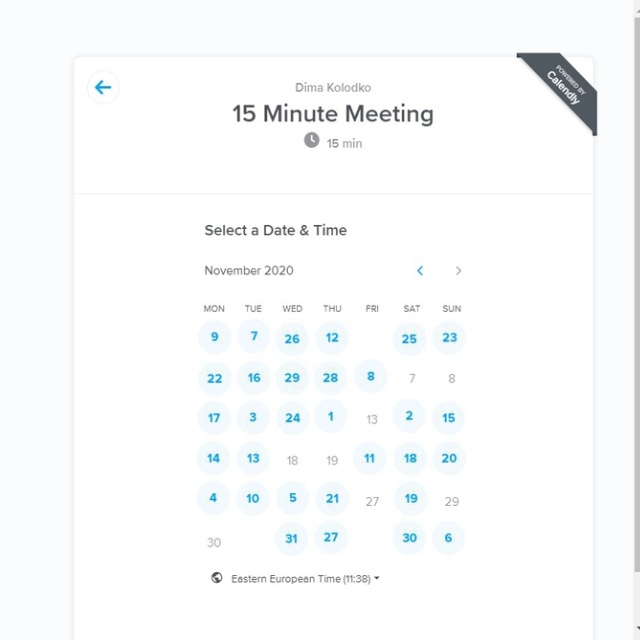 POWERED BY
Calendly
Dima Kolodko
15 Minute Meeting
15 min
Select a Date & Time
November 2020
MON TUE WED THU FRI SAT SUN
9 7 26 12 25 23
22 16 29 28 8 7 8
17 3 24 1 13 2 15
14 13 18 19 11 18 20
4 10 5 21 27 19 29
30 31 27 30 6
Eastern European Time (11:38)